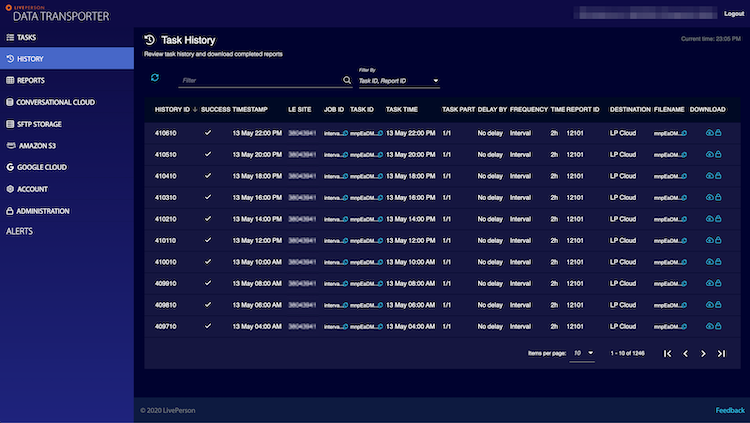 LIVEPERSON
DATA TRANSPORTER
Logout
TASKS
HISTORY
REPORTS
CONVERSATIONAL CLOUD
SFTP STORAGE
AMAZON S3
GOOGLE CLOUD
ACCOUNT
ADMINISTRATION
ALERTS
Task History
Current time: 23:05 PM
Review task history and download completed reports
Filter
Filter By
Task ID, Report ID
HISTORY ID SUCCESS TIMESTAMP LE SITE JOB ID TASK ID TASK TIME TASK PART DELAY BY FREQUENCY TIME REPORT ID DESTINATION FILENAME DOWNLOAD
410610 13 May 22:00 PM interva... mnpEaDM... 13 May 22:00 PM 1/1 No delay Interval 2h 12101 LP Cloud mnpEaDM...
410510 13 May 20:00 PM interva... mnpEaDM... 13 May 20:00 PM 1/1 No delay Interval 2h 12101 LP Cloud mnpEaDM...
410410 13 May 18:00 PM interva... mnpEaDM... 13 May 18:00 PM 1/1 No delay Interval 2h 12101 LP Cloud mnpEaDM...
410310 13 May 16:00 PM interva... mnpEaDM... 13 May 16:00 PM 1/1 No delay Interval 2h 12101 LP Cloud mnpEaDM...
410210 13 May 14:00 PM interva... mnpEaDM... 13 May 14:00 PM 1/1 No delay Interval 2h 12101 LP Cloud mnpEaDM...
410110 13 May 12:00 PM interva... mnpEaDM... 13 May 12:00 PM 1/1 No delay Interval 2h 12101 LP Cloud mnpEaDM...
410010 13 May 10:00 AM interva... mnpEaDM... 13 May 10:00 AM 1/1 No delay Interval 2h 12101 LP Cloud mnpEaDM...
409910 13 May 08:00 AM interva... mnpEaDM... 13 May 08:00 AM 1/1 No delay Interval 2h 12101 LP Cloud mnpEaDM...
409810 13 May 06:00 AM interva... mnpEaDM... 13 May 06:00 AM 1/1 No delay Interval 2h 12101 LP Cloud mnpEaDM...
409710 13 May 04:00 AM interva... mnpEaDM... 13 May 04:00 AM 1/1 No delay Interval 2h 12101 LP Cloud mnpEaDM...
Items per page: 10 1 - 10 of 1246
© 2020 LivePerson
Feedback